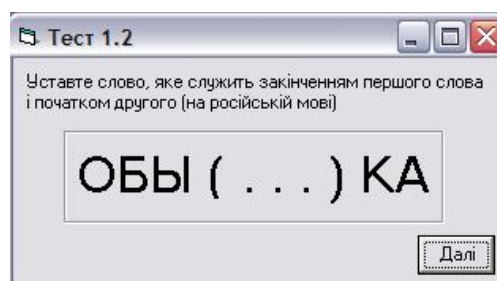 Тест 1.2
Уставте слово, яке служить закінченням першого слова
і початком другого (на російській мові)
ОБЫ ( . . . ) КА
Далі